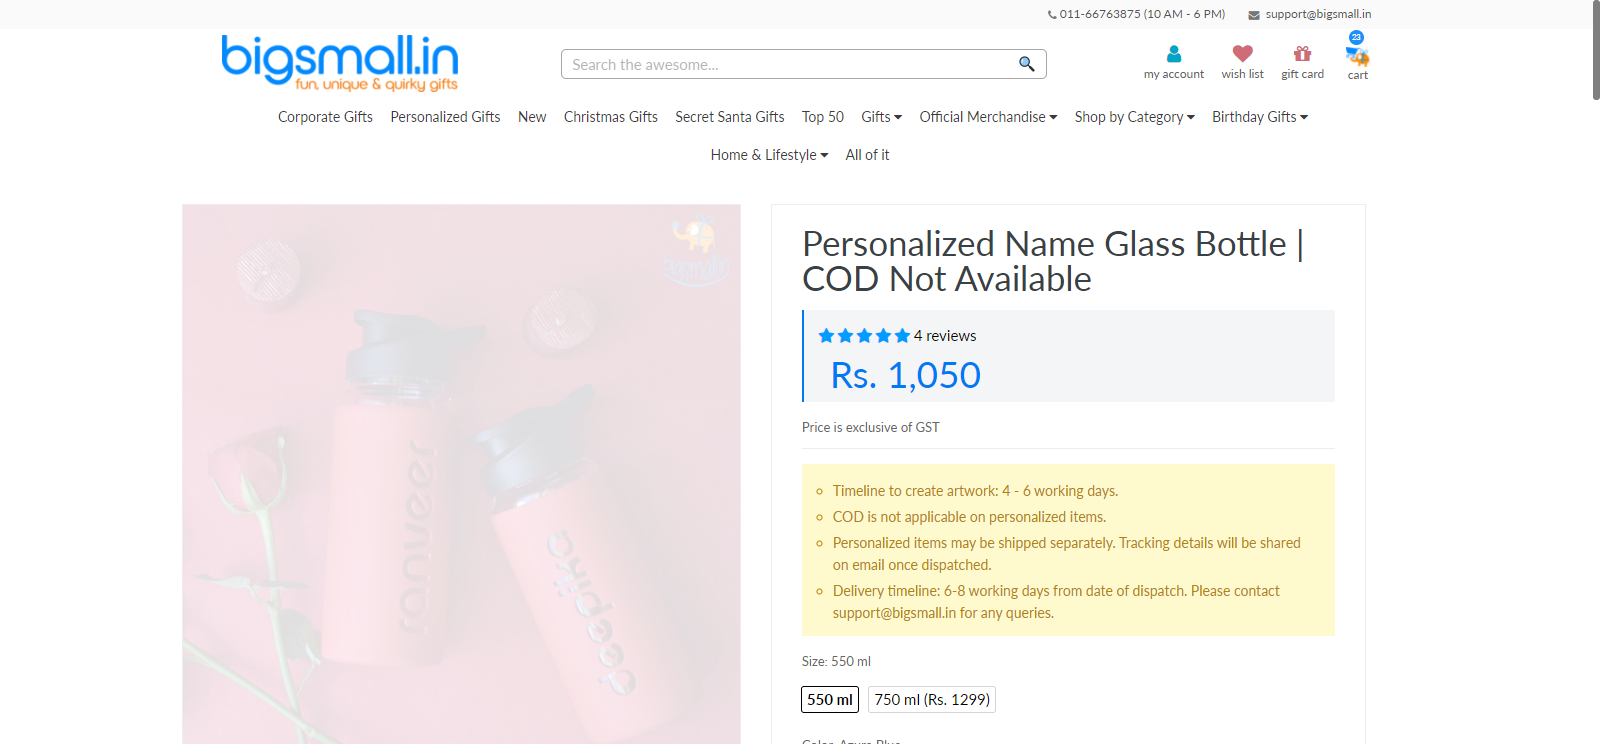 011-66763875 (10 AM - 6 PM) support@bigsmall.in
bigsmall.in
fun, unique & quirky gifts
Search the awesome...
23
my account wish list gift card cart
Corporate Gifts Personalized Gifts New Christmas Gifts Secret Santa Gifts Top 50 Gifts Official Merchandise Shop by Category Birthday Gifts
Home & Lifestyle All of it
Bigsmall.in
ranveer
deepika
Personalized Name Glass Bottle |
COD Not Available
4 reviews
Rs. 1,050
Price is exclusive of GST
Timeline to create artwork: 4 - 6 working days.
COD is not applicable on personalized items.
Personalized items may be shipped separately. Tracking details will be shared
on email once dispatched.
Delivery timeline: 6-8 working days from date of dispatch. Please contact
support@bigsmall.in for any queries.
Size: 550 ml
550 ml 750 ml (Rs. 1299)
Color: Azure Blue